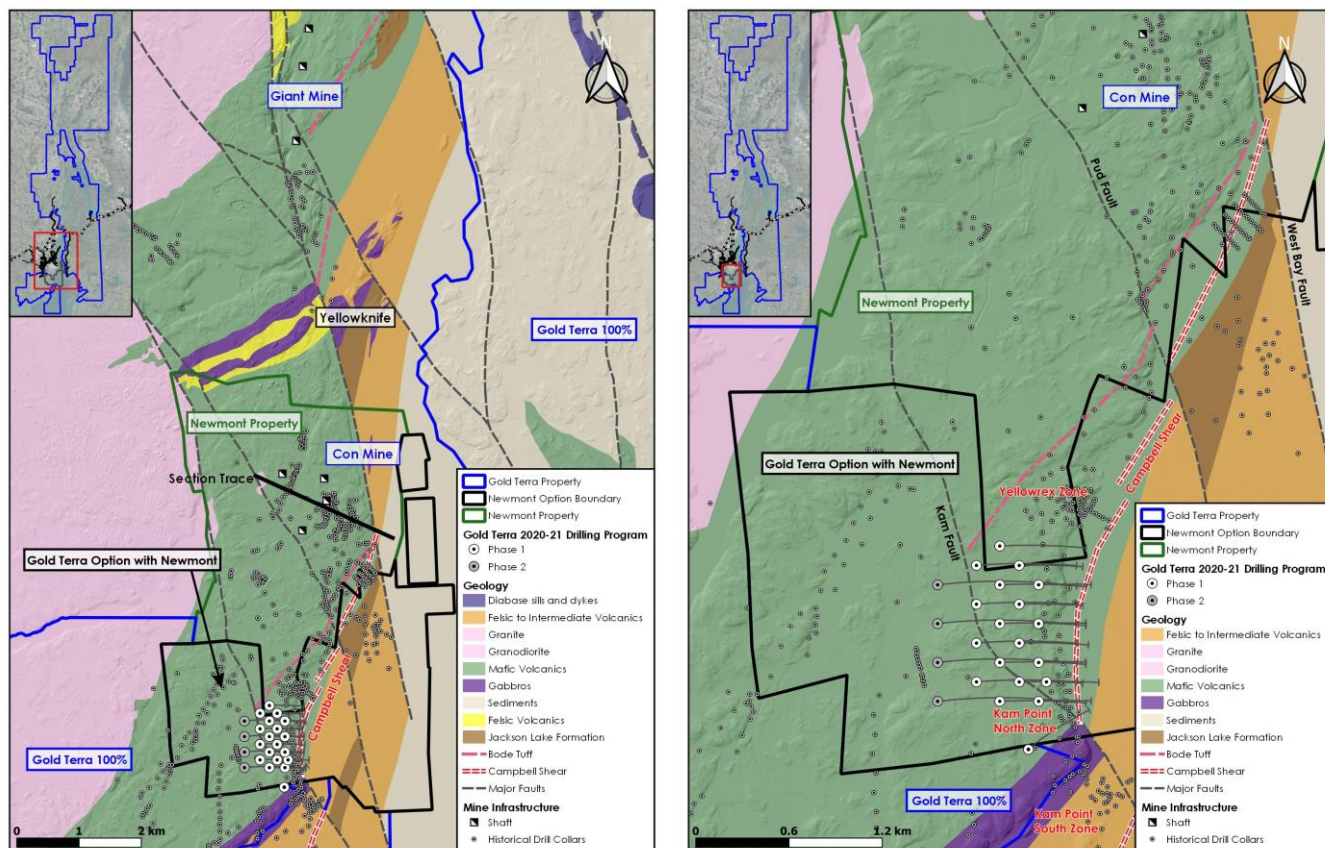 N
Giant Mine
Yellowknife
Gold Terra 100%
Newmont Property
Con Mine
Section Trace
Gold Terra Option with Newmont
Campbell Shear
Gold Terra 100%
0 1 2 km
Gold Terra Property
Newmont Option Boundary
Newmont Property
Gold Terra 2020-21 Drilling Program
Phase 1
Phase 2
Geology
Diabase sills and dykes
Felsic to Intermediate Volcanics
Granite
Granodiorite
Mafic Volcanics
Gabbros
Sediments
Felsic Volcanics
Jackson Lake Formation
Bode Tuff
Campbell Shear
Major Faults
Mine Infrastructure
Shaft
Historical Drill Collars
N
Con Mine
Pud Fault
West Bay Fault
Newmont Property
Gold Terra Option with Newmont
Campbell Shear
Yellowrex Zone
Kam Fault
Kam Point
North Zone
Gold Terra 100%
Kam Point
South Zone
0 0.6 1.2 km
Gold Terra Property
Newmont Option Boundary
Newmont Property
Gold Terra 2020-21 Drilling Program
Phase 1
Phase 2
Geology
Felsic to Intermediate Volcanics
Granite
Granodiorite
Mafic Volcanics
Gabbros
Sediments
Jackson Lake Formation
Bode Tuff
Campbell Shear
Major Faults
Mine Infrastructure
Shaft
Historical Drill Collars